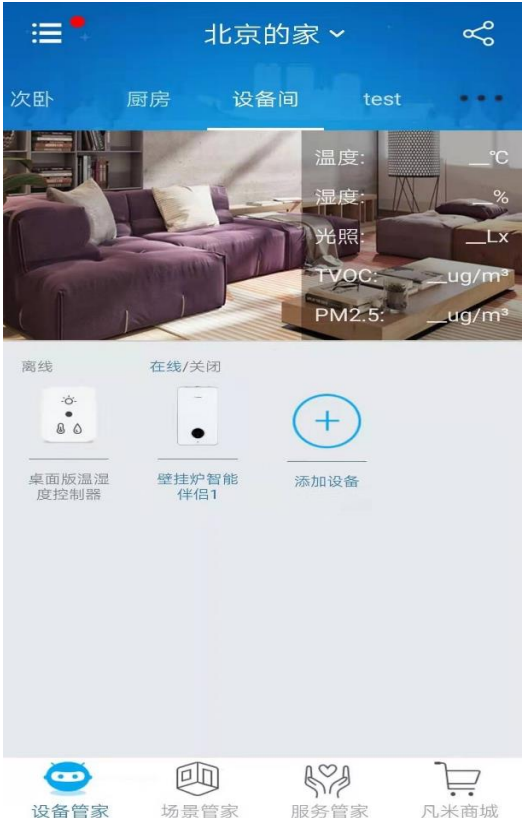 北京的家
次卧 厨房 设备间 test
温度: __℃
湿度: __%
光照: __Lx
TVOC: __ug/m³
PM2.5: __ug/m³
离线 在线/关闭
桌面版温湿 壁挂炉智能 添加设备
度控制器 伴侣1
设备管家 场景管家 服务管家 凡米商城